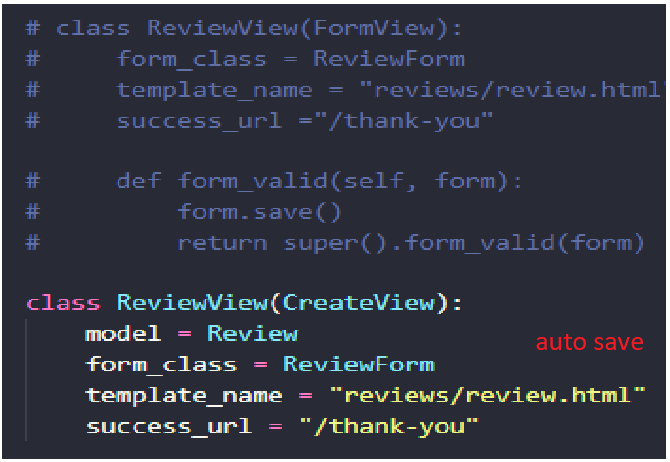 # class ReviewView(FormView):
#     form_class = ReviewForm
#     template_name = "reviews/review.html"
#     success_url ="/thank-you"
#     def form_valid(self, form):
#         form.save()
#         return super().form_valid(form)
class ReviewView(CreateView):
    model = Review
auto save
    form_class = ReviewForm
    template_name = "reviews/review.html"
    success_url = "/thank-you"